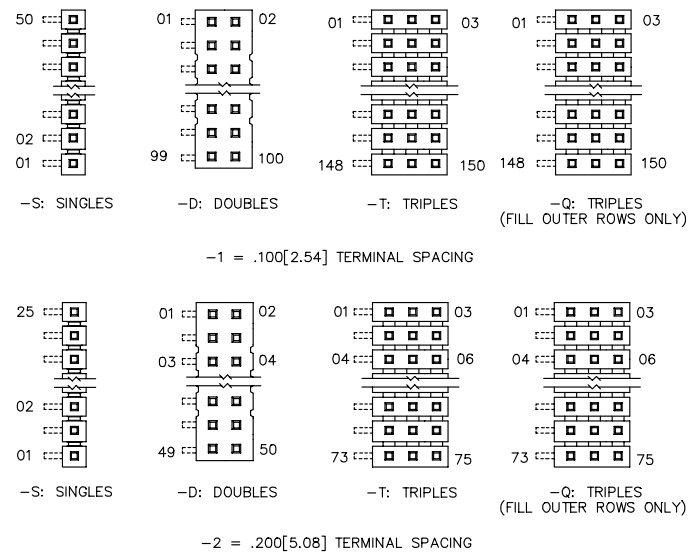 50 01 02 01 03 01 03
02
01 99 100 148 150 148 150
-S: SINGLES -D: DOUBLES -T: TRIPLES -Q: TRIPLES
(FILL OUTER ROWS ONLY)
-1 = .100[2.54] TERMINAL SPACING
25 01 02 01 03 01 03
03 04 04 06 04 06
02
01 49 50 73 75 73 75
-S: SINGLES -D: DOUBLES -T: TRIPLES -Q: TRIPLES
(FILL OUTER ROWS ONLY)
-2 = .200[5.08] TERMINAL SPACING